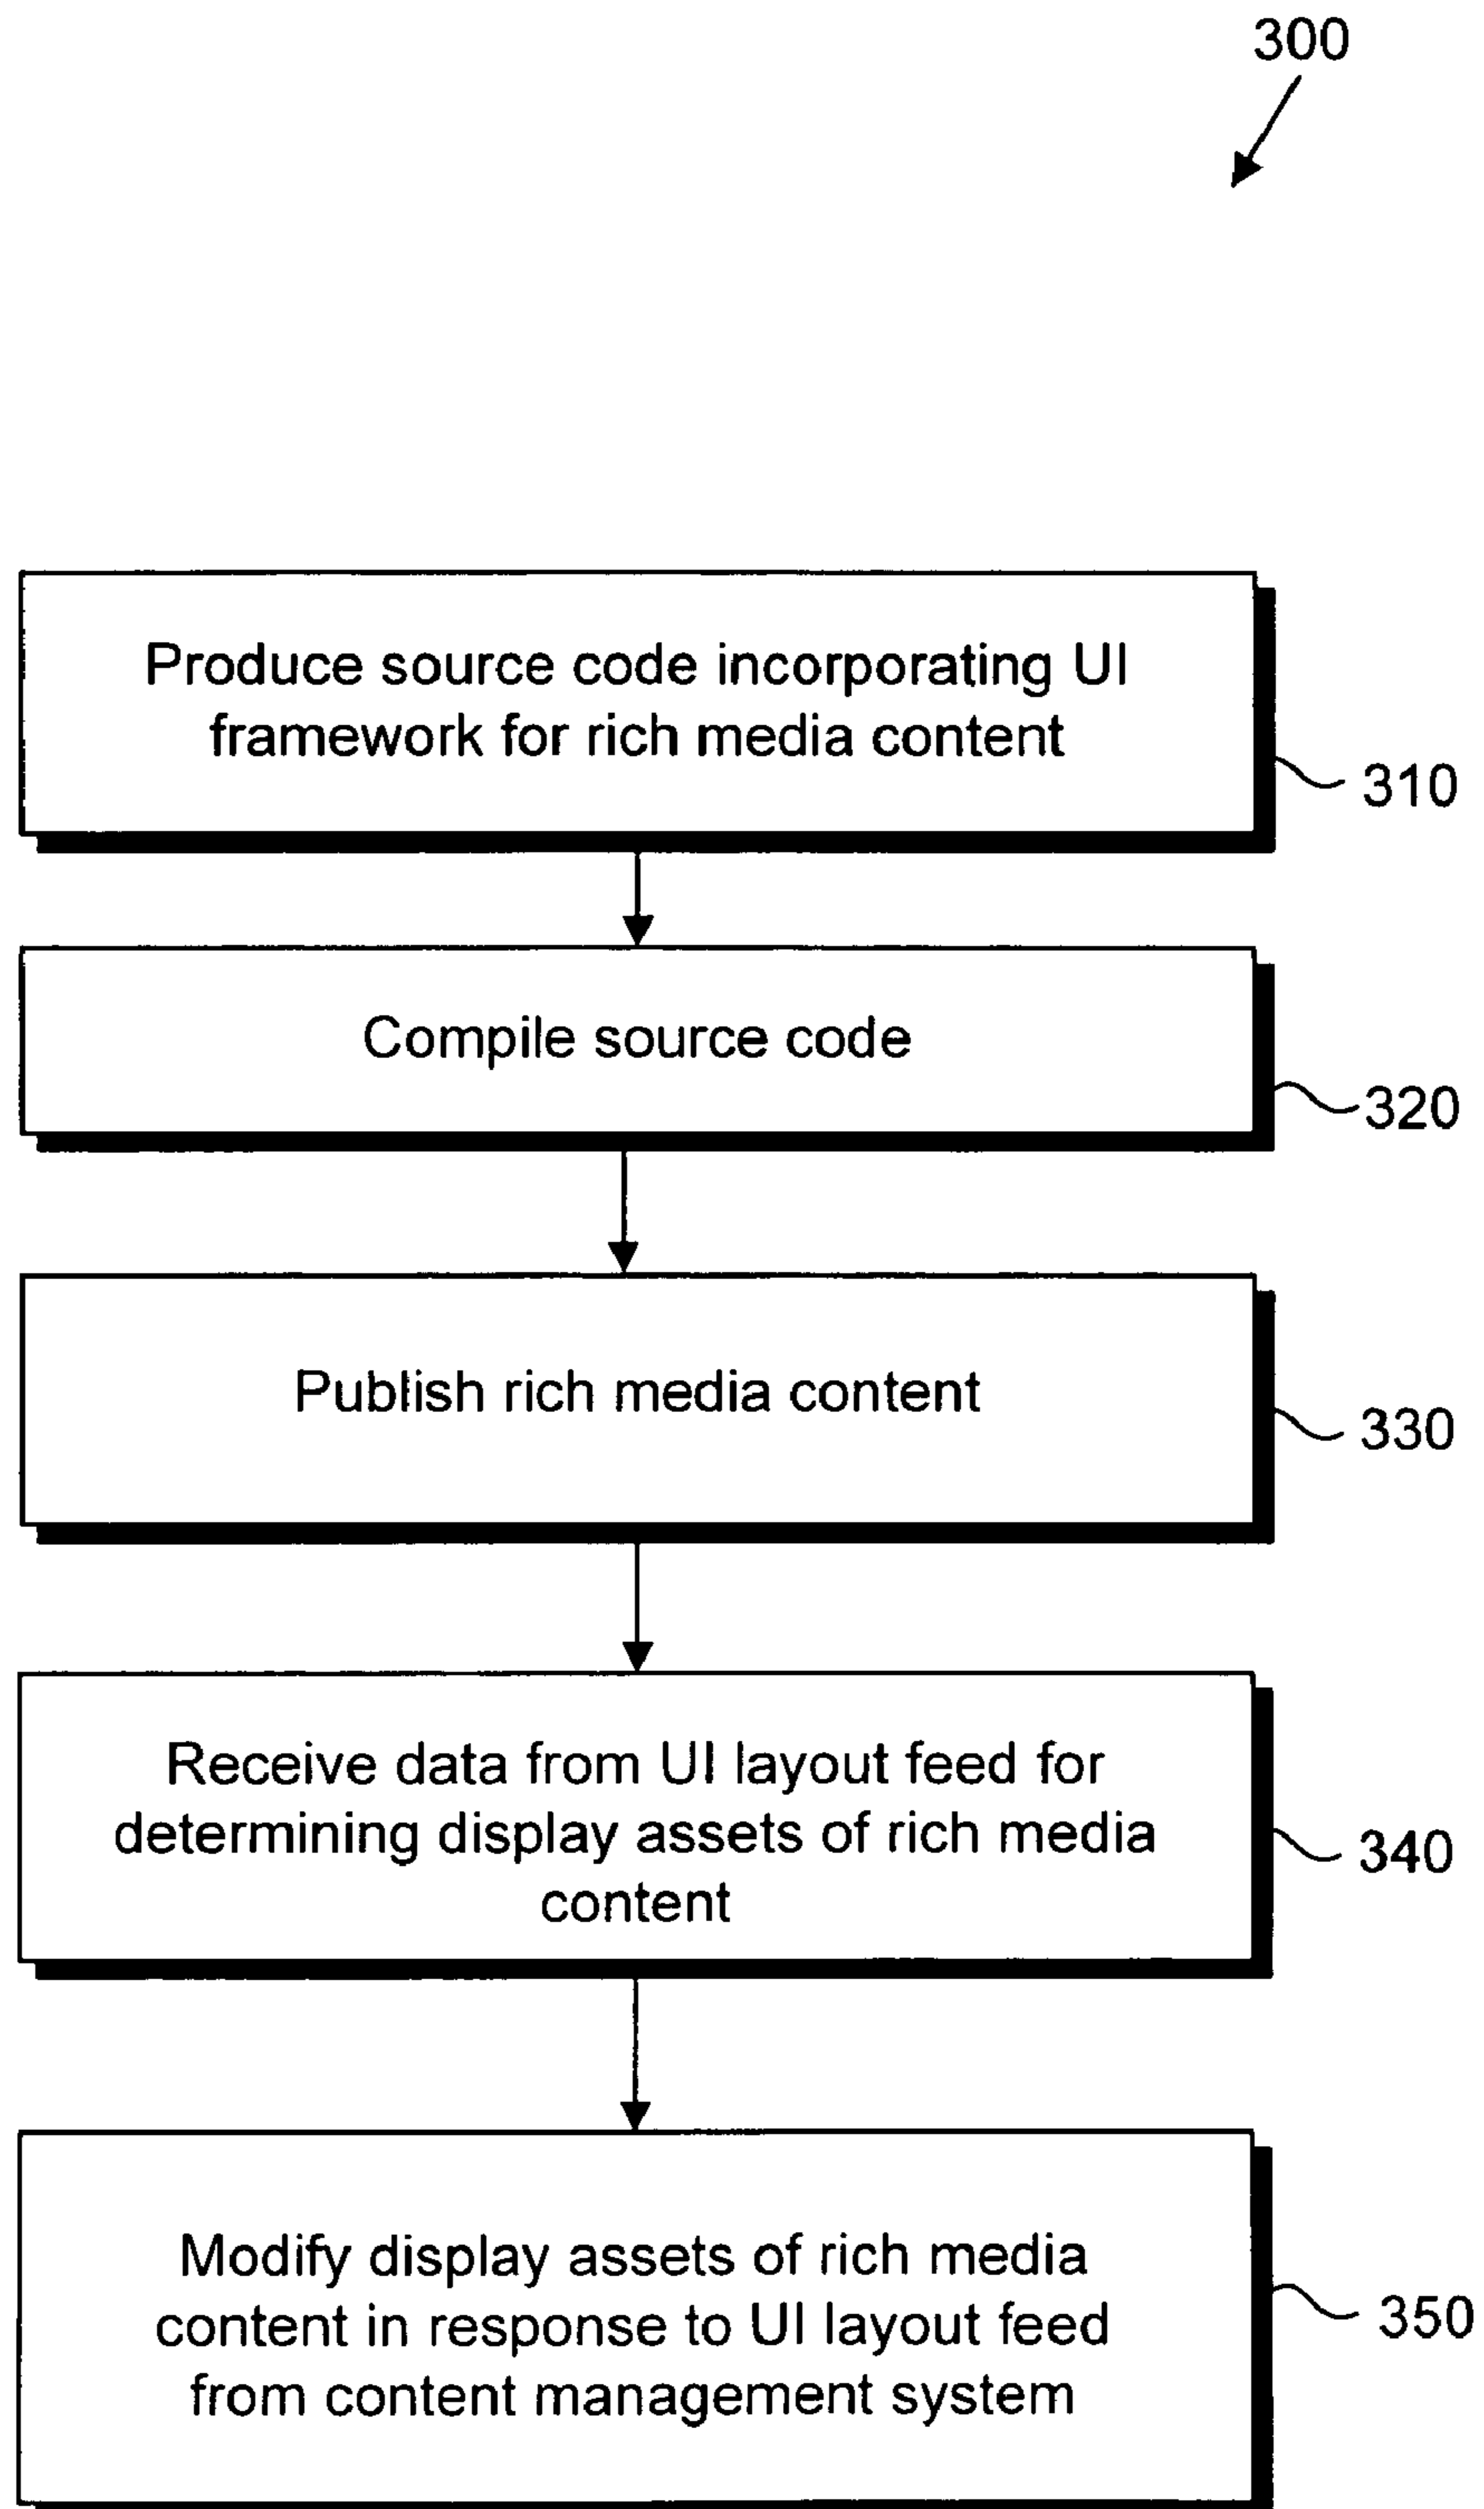 300
Produce source code incorporating UI
framework for rich media content
310
Compile source code
320
Publish rich media content
330
Receive data from UI layout feed for
determining display assets of rich media
content
340
Modify display assets of rich media
content in response to UI layout feed
from content management system
350